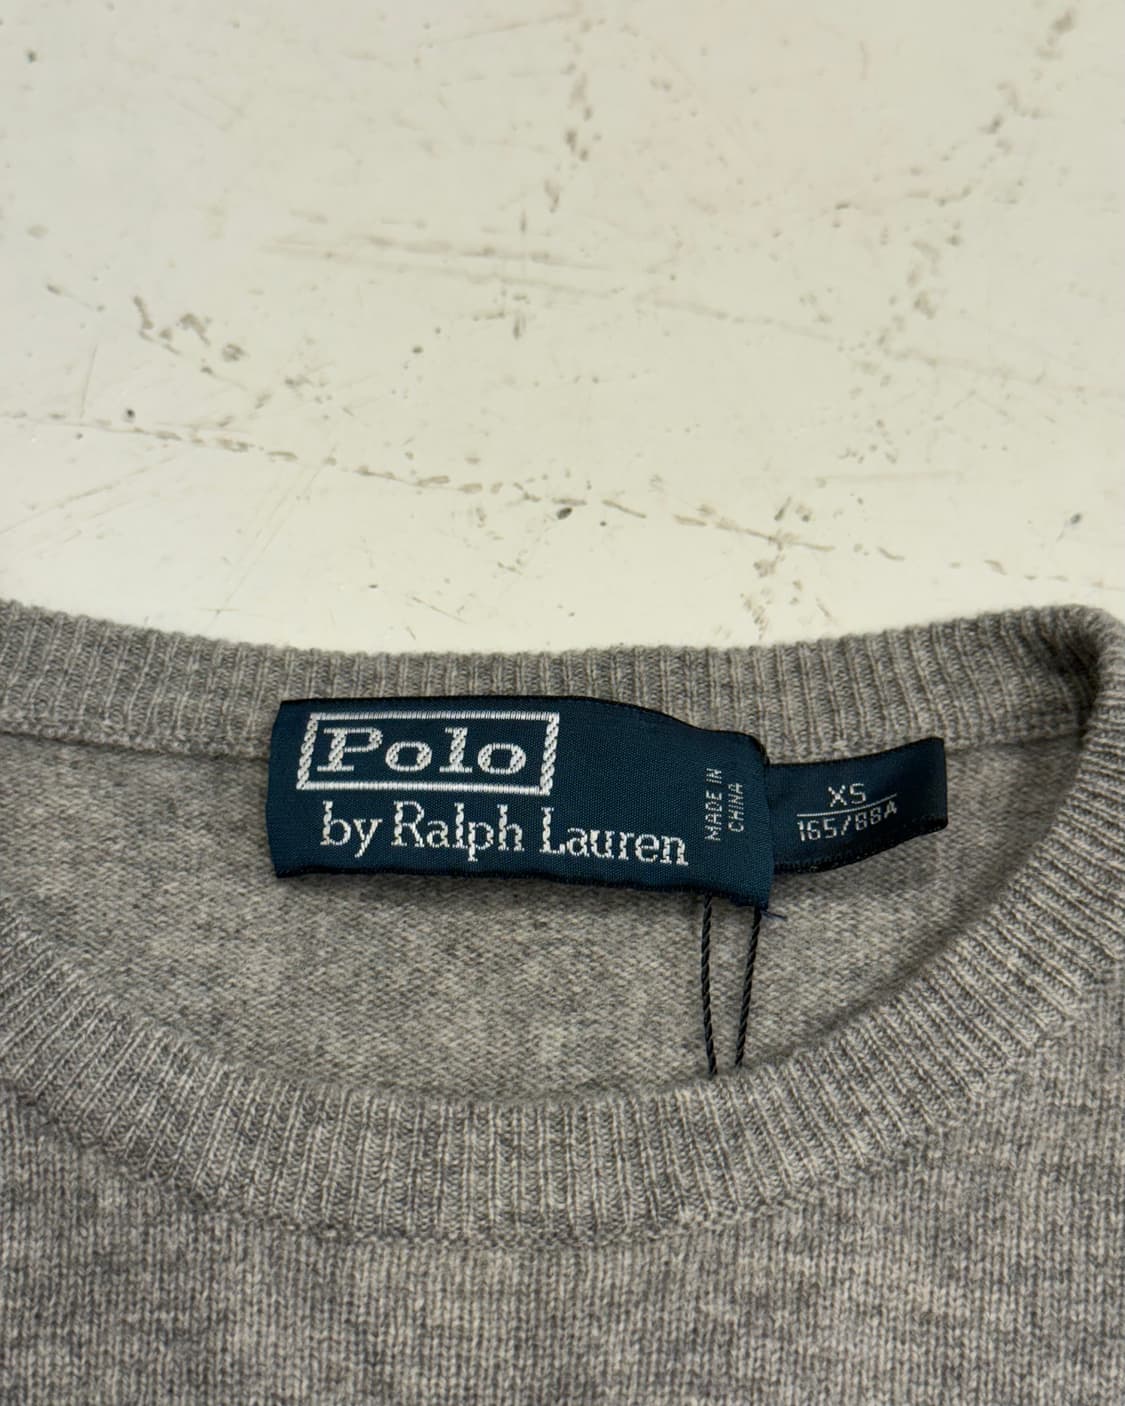 Polo
by Ralph Lauren
MADE IN
CHINA
XS
165/88A